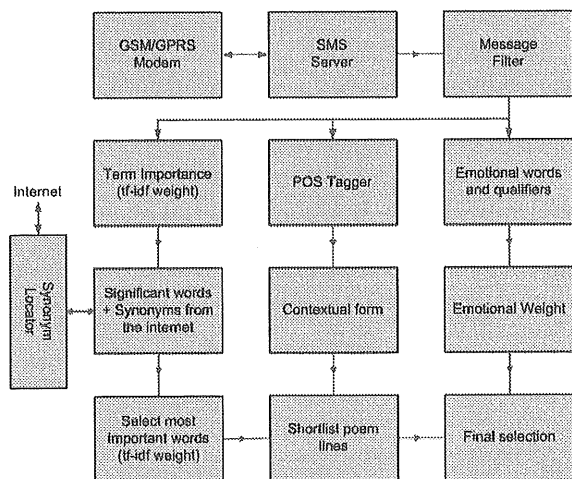 GSM/GPRS
Modem
SMS
Server
Message
Filter
Term Importance
(tf-idf weight)
POS Tagger
Emotional words
and qualifiers
Internet
Synonym
Locator
Significant words
+ Synonyms from
the internet
Contextual form
Emotional Weight
Select most
important words
(tf-idf weight)
Shortlist poem
lines
Final selection